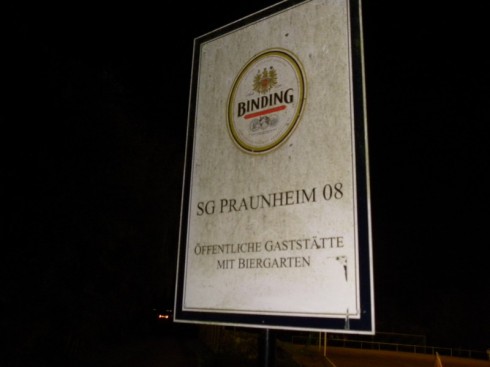 BINDING
SG PRAUNHEIM 08
ÖFFENTLICHE GASTSTÄTTE
MIT BIERGARTEN